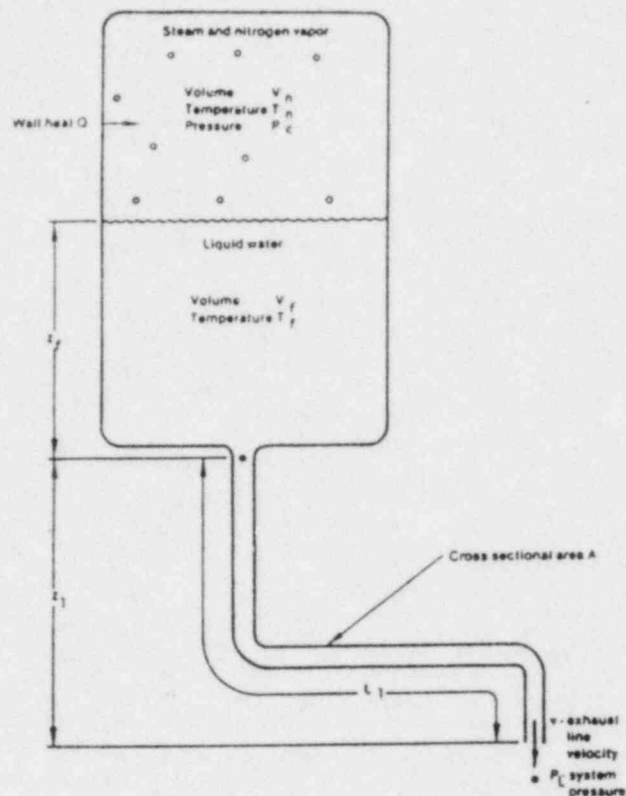 Steam and nitrogen vapor
Volume V_n
Temperature T_n
Pressure P_c
Wall heat Q
Liquid water
Volume V_f
Temperature T_f
z_f
Cross sectional area A
z_1
L_1
v - exhaust
line
velocity
P_L system
pressure